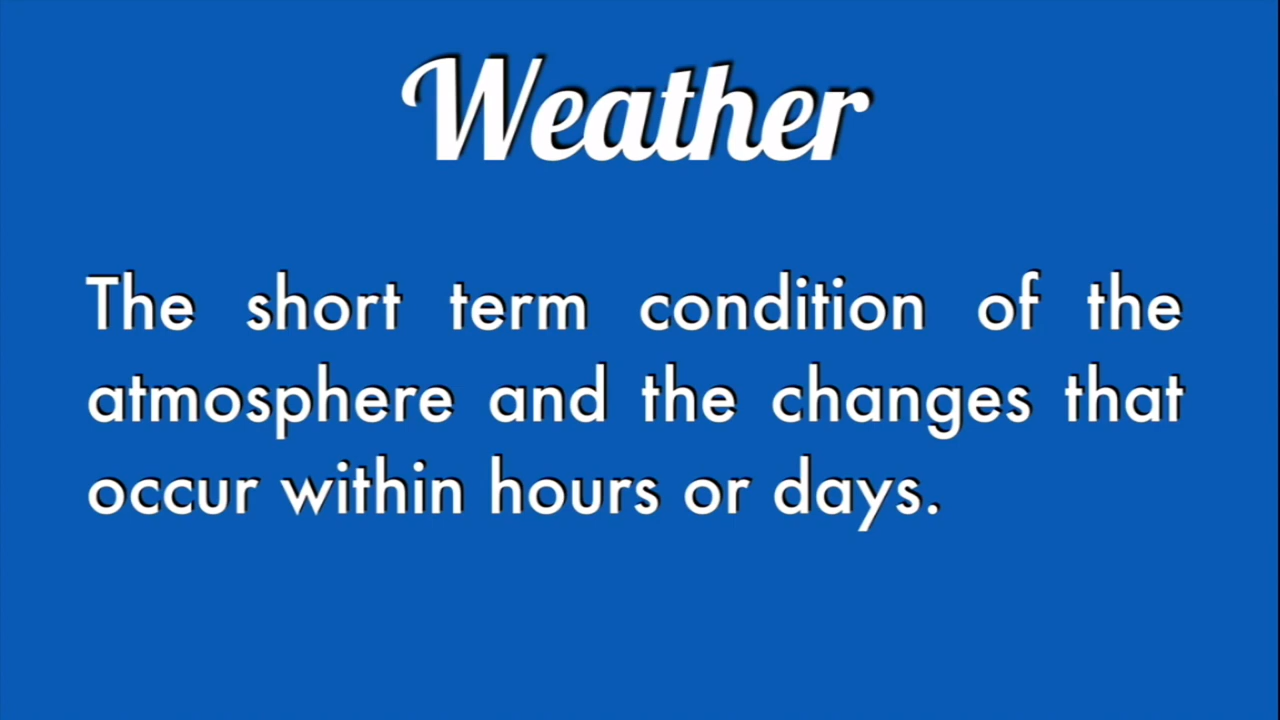 Weather
The short term condition of the
atmosphere and the changes that
occur within hours or days.